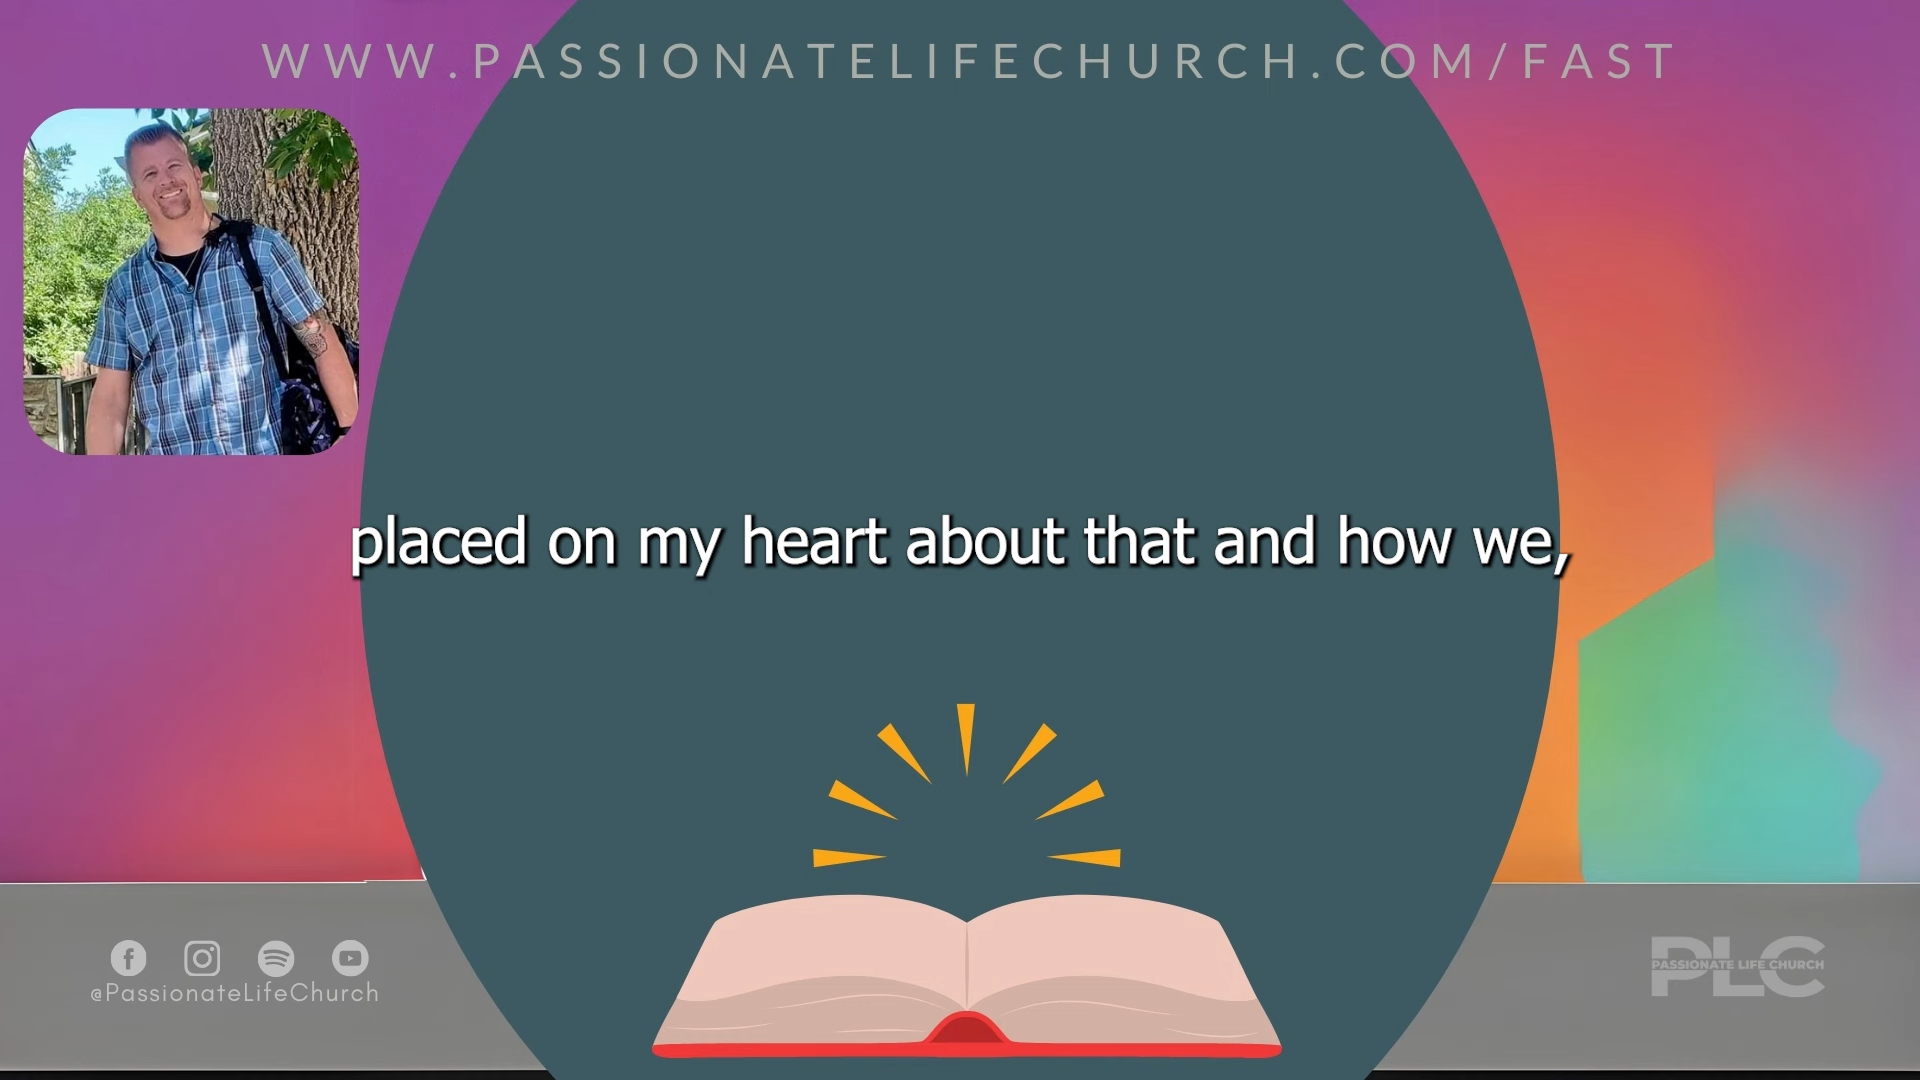 WWW.PASSIONATELIFECHURCH.COM/FAST
placed on my heart about that and how we,
@PassionateLifeChurch
PLC
PASSIONATE LIFE CHURCH